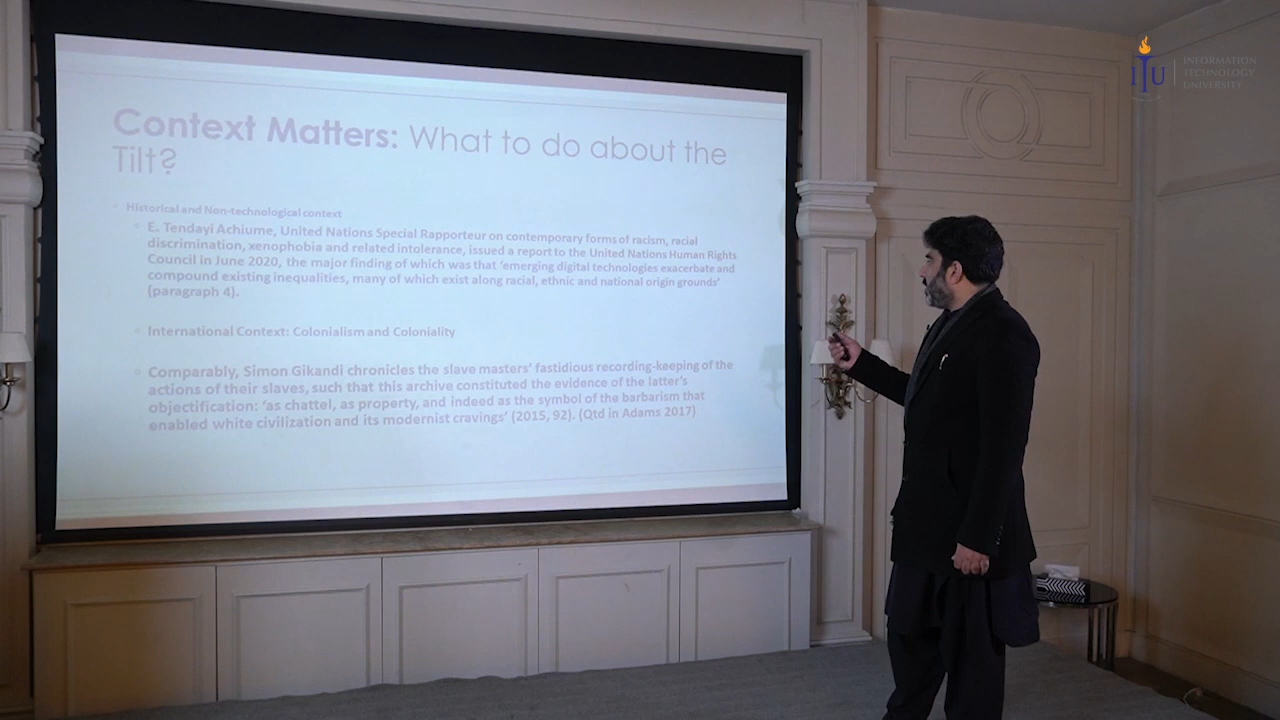 Context Matters: What to do about the
Tilt?
Historical and Non-technological context
E. Tendayi Achiume, United Nations Special Rapporteur on contemporary forms of racism, racial
discrimination, xenophobia and related intolerance, issued a report to the United Nations Human Rights
Council in June 2020, the major finding of which was that ‘emerging digital technologies exacerbate and
compound existing inequalities, many of which exist along racial, ethnic and national origin grounds’
(paragraph 4).
International Context: Colonialism and Coloniality
Comparably, Simon Gikandi chronicles the slave masters’ fastidious recording-keeping of the
actions of their slaves, such that this archive constituted the evidence of the latter’s
objectification: ‘as chattel, as property, and indeed as the symbol of the barbarism that
enabled white civilization and its modernist cravings’ (2015, 92). (Qtd in Adams 2017)
ITU
INFORMATION
TECHNOLOGY
UNIVERSITY